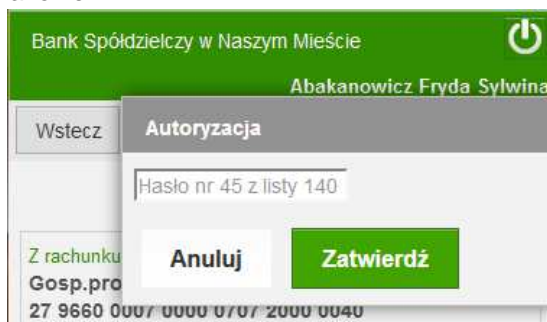 Bank Spółdzielczy w Naszym Mieście
Abakanowicz Fryda Sylwina
Wstecz
Autoryzacja
Hasło nr 45 z listy 140
Anuluj
Zatwierdź
Z rachunku
Gosp.pro
27 9660 0007 0000 0707 2000 0040